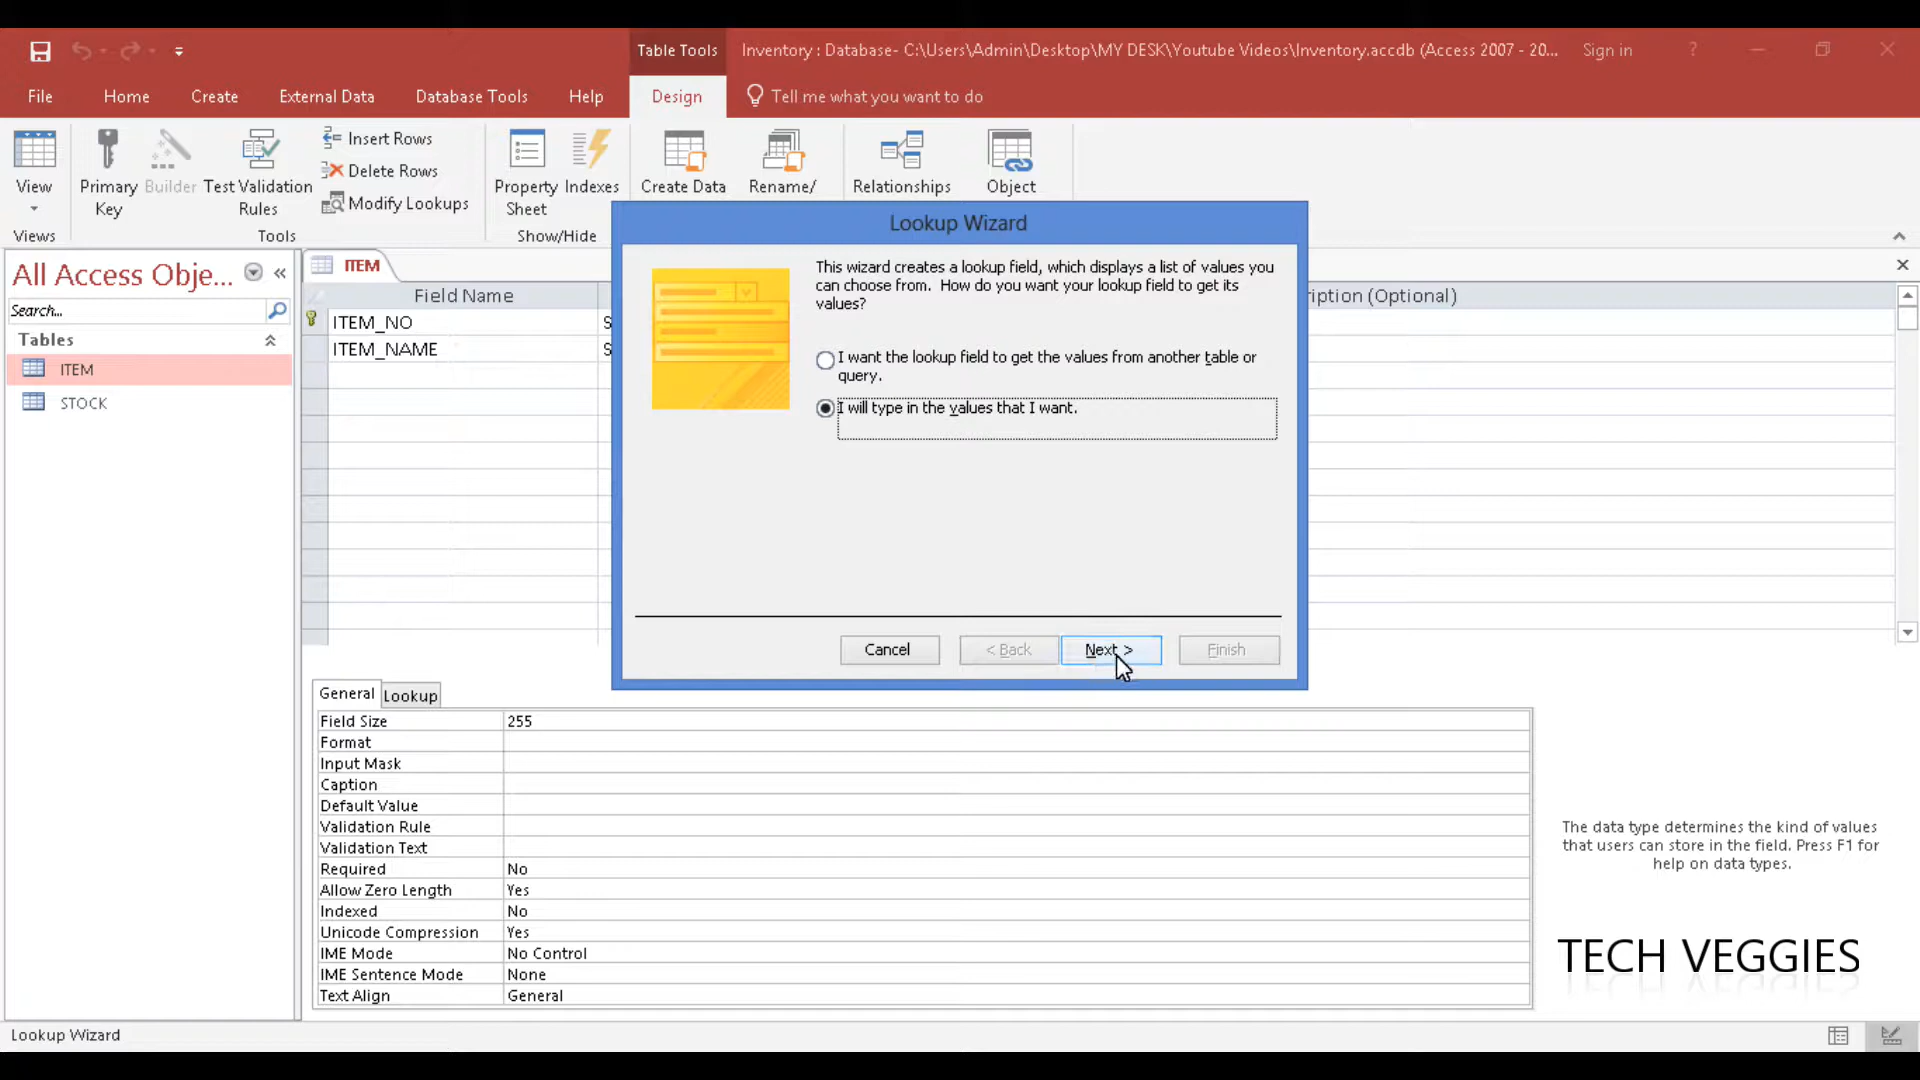 Table Tools
Inventory : Database- C:\Users\Admin\Desktop\MY DESK\Youtube Videos\Inventory.accdb (Access 2007 - 20...
Sign in
?
File
Home
Create
External Data
Database Tools
Help
Design
Tell me what you want to do
View
Primary
Key
Builder
Test Validation
Rules
Insert Rows
Delete Rows
Modify Lookups
Property
Sheet
Indexes
Create Data
Rename/
Relationships
Object
Views
Tools
Show/Hide
All Access Obje...
Search...
Tables
ITEM
STOCK
ITEM
Field Name
ription (Optional)
ITEM_NO
S
ITEM_NAME
S
Lookup Wizard
This wizard creates a lookup field, which displays a list of values you
can choose from. How do you want your lookup field to get its
values?
I want the lookup field to get the values from another table or
query.
I will type in the values that I want.
Cancel
< Back
Next >
Finish
General
Lookup
Field Size 255
Format
Input Mask
Caption
Default Value
Validation Rule
Validation Text
Required No
Allow Zero Length Yes
Indexed No
Unicode Compression Yes
IME Mode No Control
IME Sentence Mode None
Text Align General
The data type determines the kind of values
that users can store in the field. Press F1 for
help on data types.
TECH VEGGIES
Lookup Wizard